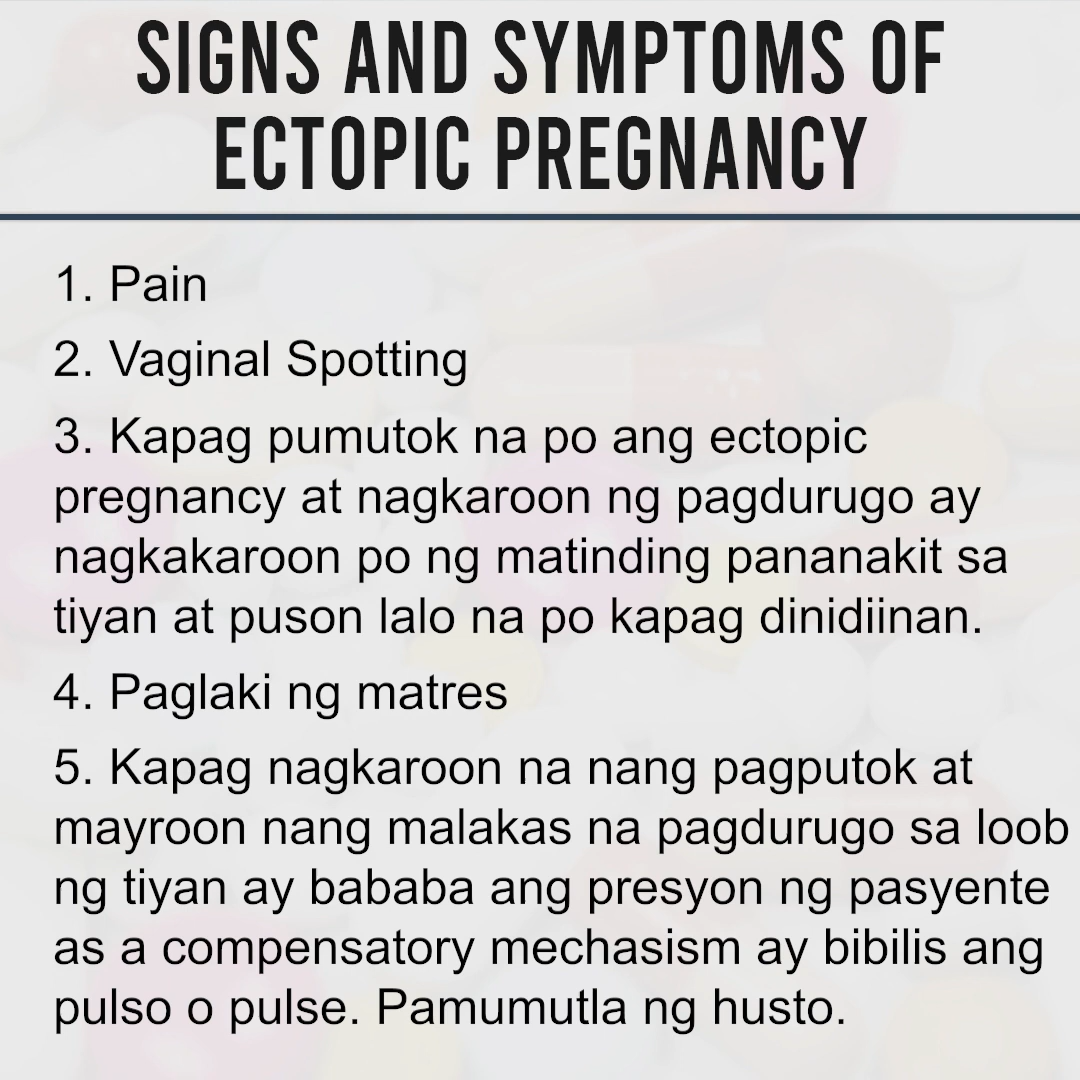 SIGNS AND SYMPTOMS OF
ECTOPIC PREGNANCY
1. Pain
2. Vaginal Spotting
3. Kapag pumutok na po ang ectopic
pregnancy at nagkaroon ng pagdurugo ay
nagkakaroon po ng matinding pananakit sa
tiyan at puson lalo na po kapag dinidiinan.
4. Paglaki ng matres
5. Kapag nagkaroon na nang pagputok at
mayroon nang malakas na pagdurugo sa loob
ng tiyan ay bababa ang presyon ng pasyente
as a compensatory mechasism ay bibilis ang
pulso o pulse. Pamumutla ng husto.